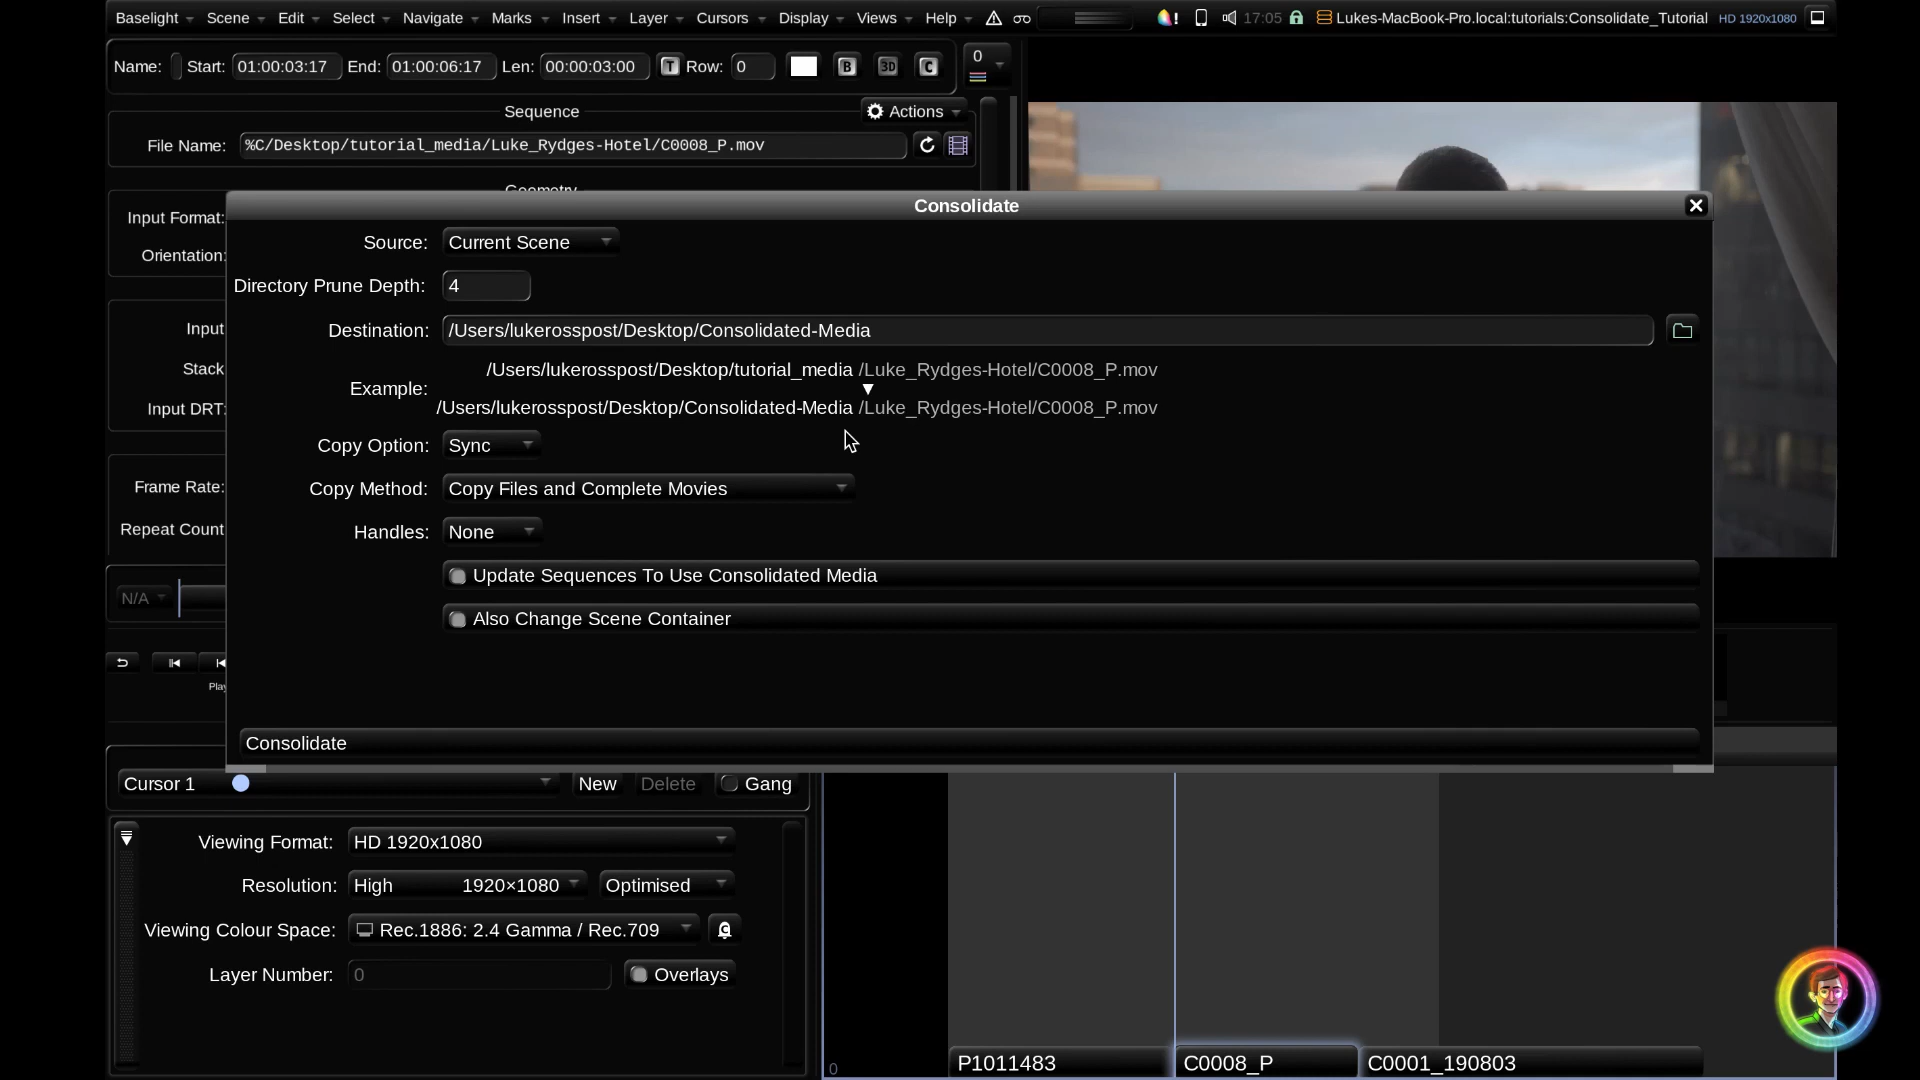 Baselight Scene Edit Select Navigate Marks Insert Layer Cursors Display Views Help 17:05 Lukes-MacBook-Pro.local:tutorials:Consolidate_Tutorial HD 1920x1080
Name: Start: 01:00:03:17 End: 01:00:06:17 Len: 00:00:03:00 T Row: 0 B 3D C 0
Sequence Actions
File Name: %C/Desktop/tutorial_media/Luke_Rydges-Hotel/C0008_P.mov
Geometry
Consolidate
Input Format:
Source: Current Scene
Orientation:
Directory Prune Depth: 4
Input
Destination: /Users/lukerosspost/Desktop/Consolidated-Media
Stack
/Users/lukerosspost/Desktop/tutorial_media /Luke_Rydges-Hotel/C0008_P.mov
Example:
Input DRT:
/Users/lukerosspost/Desktop/Consolidated-Media /Luke_Rydges-Hotel/C0008_P.mov
Copy Option: Sync
Frame Rate:
Copy Method: Copy Files and Complete Movies
Repeat Count
Handles: None
Update Sequences To Use Consolidated Media
N/A
Also Change Scene Container
Play
Consolidate
Cursor 1 New Delete Gang
Viewing Format: HD 1920x1080
Resolution: High 1920×1080 Optimised
Viewing Colour Space: Rec.1886: 2.4 Gamma / Rec.709
Layer Number: 0 Overlays
0 P1011483 C0008_P C0001_190803